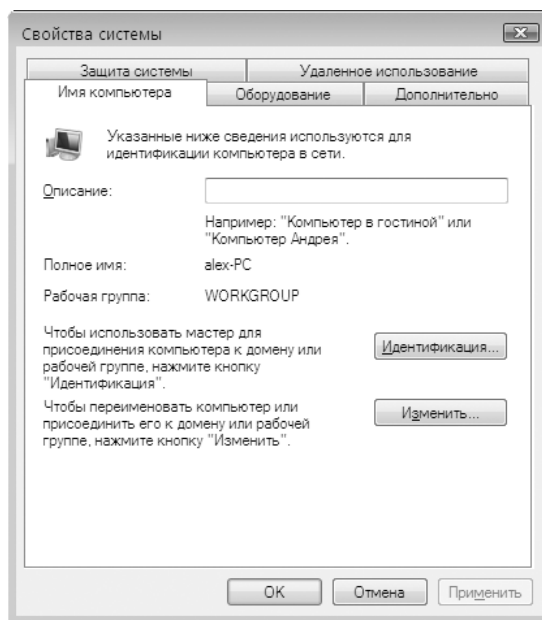 Свойства системы
Защита системы
Удаленное использование
Имя компьютера
Оборудование
Дополнительно
Указанные ниже сведения используются для
идентификации компьютера в сети.
Описание:
Например: "Компьютер в гостиной" или
"Компьютер Андрея".
Полное имя:
alex-PC
Рабочая группа:
WORKGROUP
Чтобы использовать мастер для
присоединения компьютера к домену или
рабочей группе, нажмите кнопку
"Идентификация".
Идентификация...
Чтобы переименовать компьютер или
присоединить его к домену или рабочей
группе, нажмите кнопку "Изменить".
Изменить...
OK
Отмена
Применить